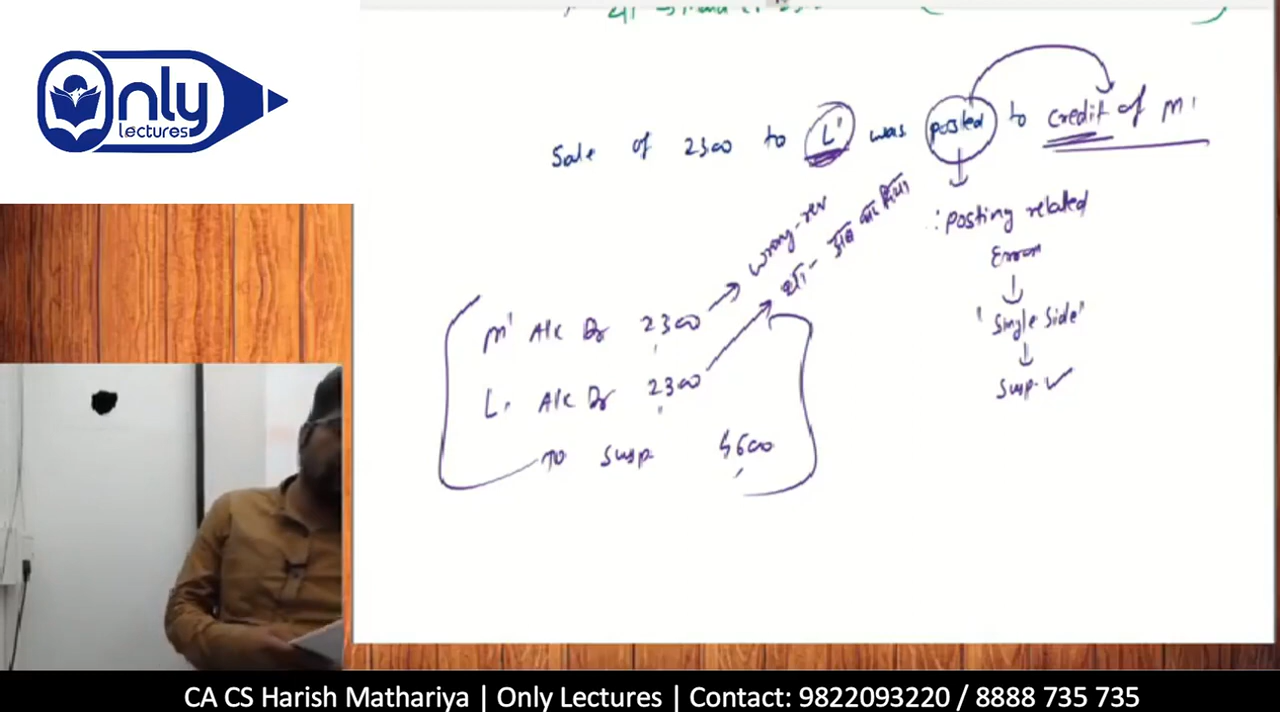 Only
lectures
Sale of 2300 to L' was posted to credit of M'
∴ Posting related
Error
'Single Side'
Susp. ✓
wrong-rev
M' A/c Dr 2300
L' A/c Dr 2300
To Susp. 4600
CA CS Harish Mathariya | Only Lectures | Contact: 9822093220 / 8888 735 735